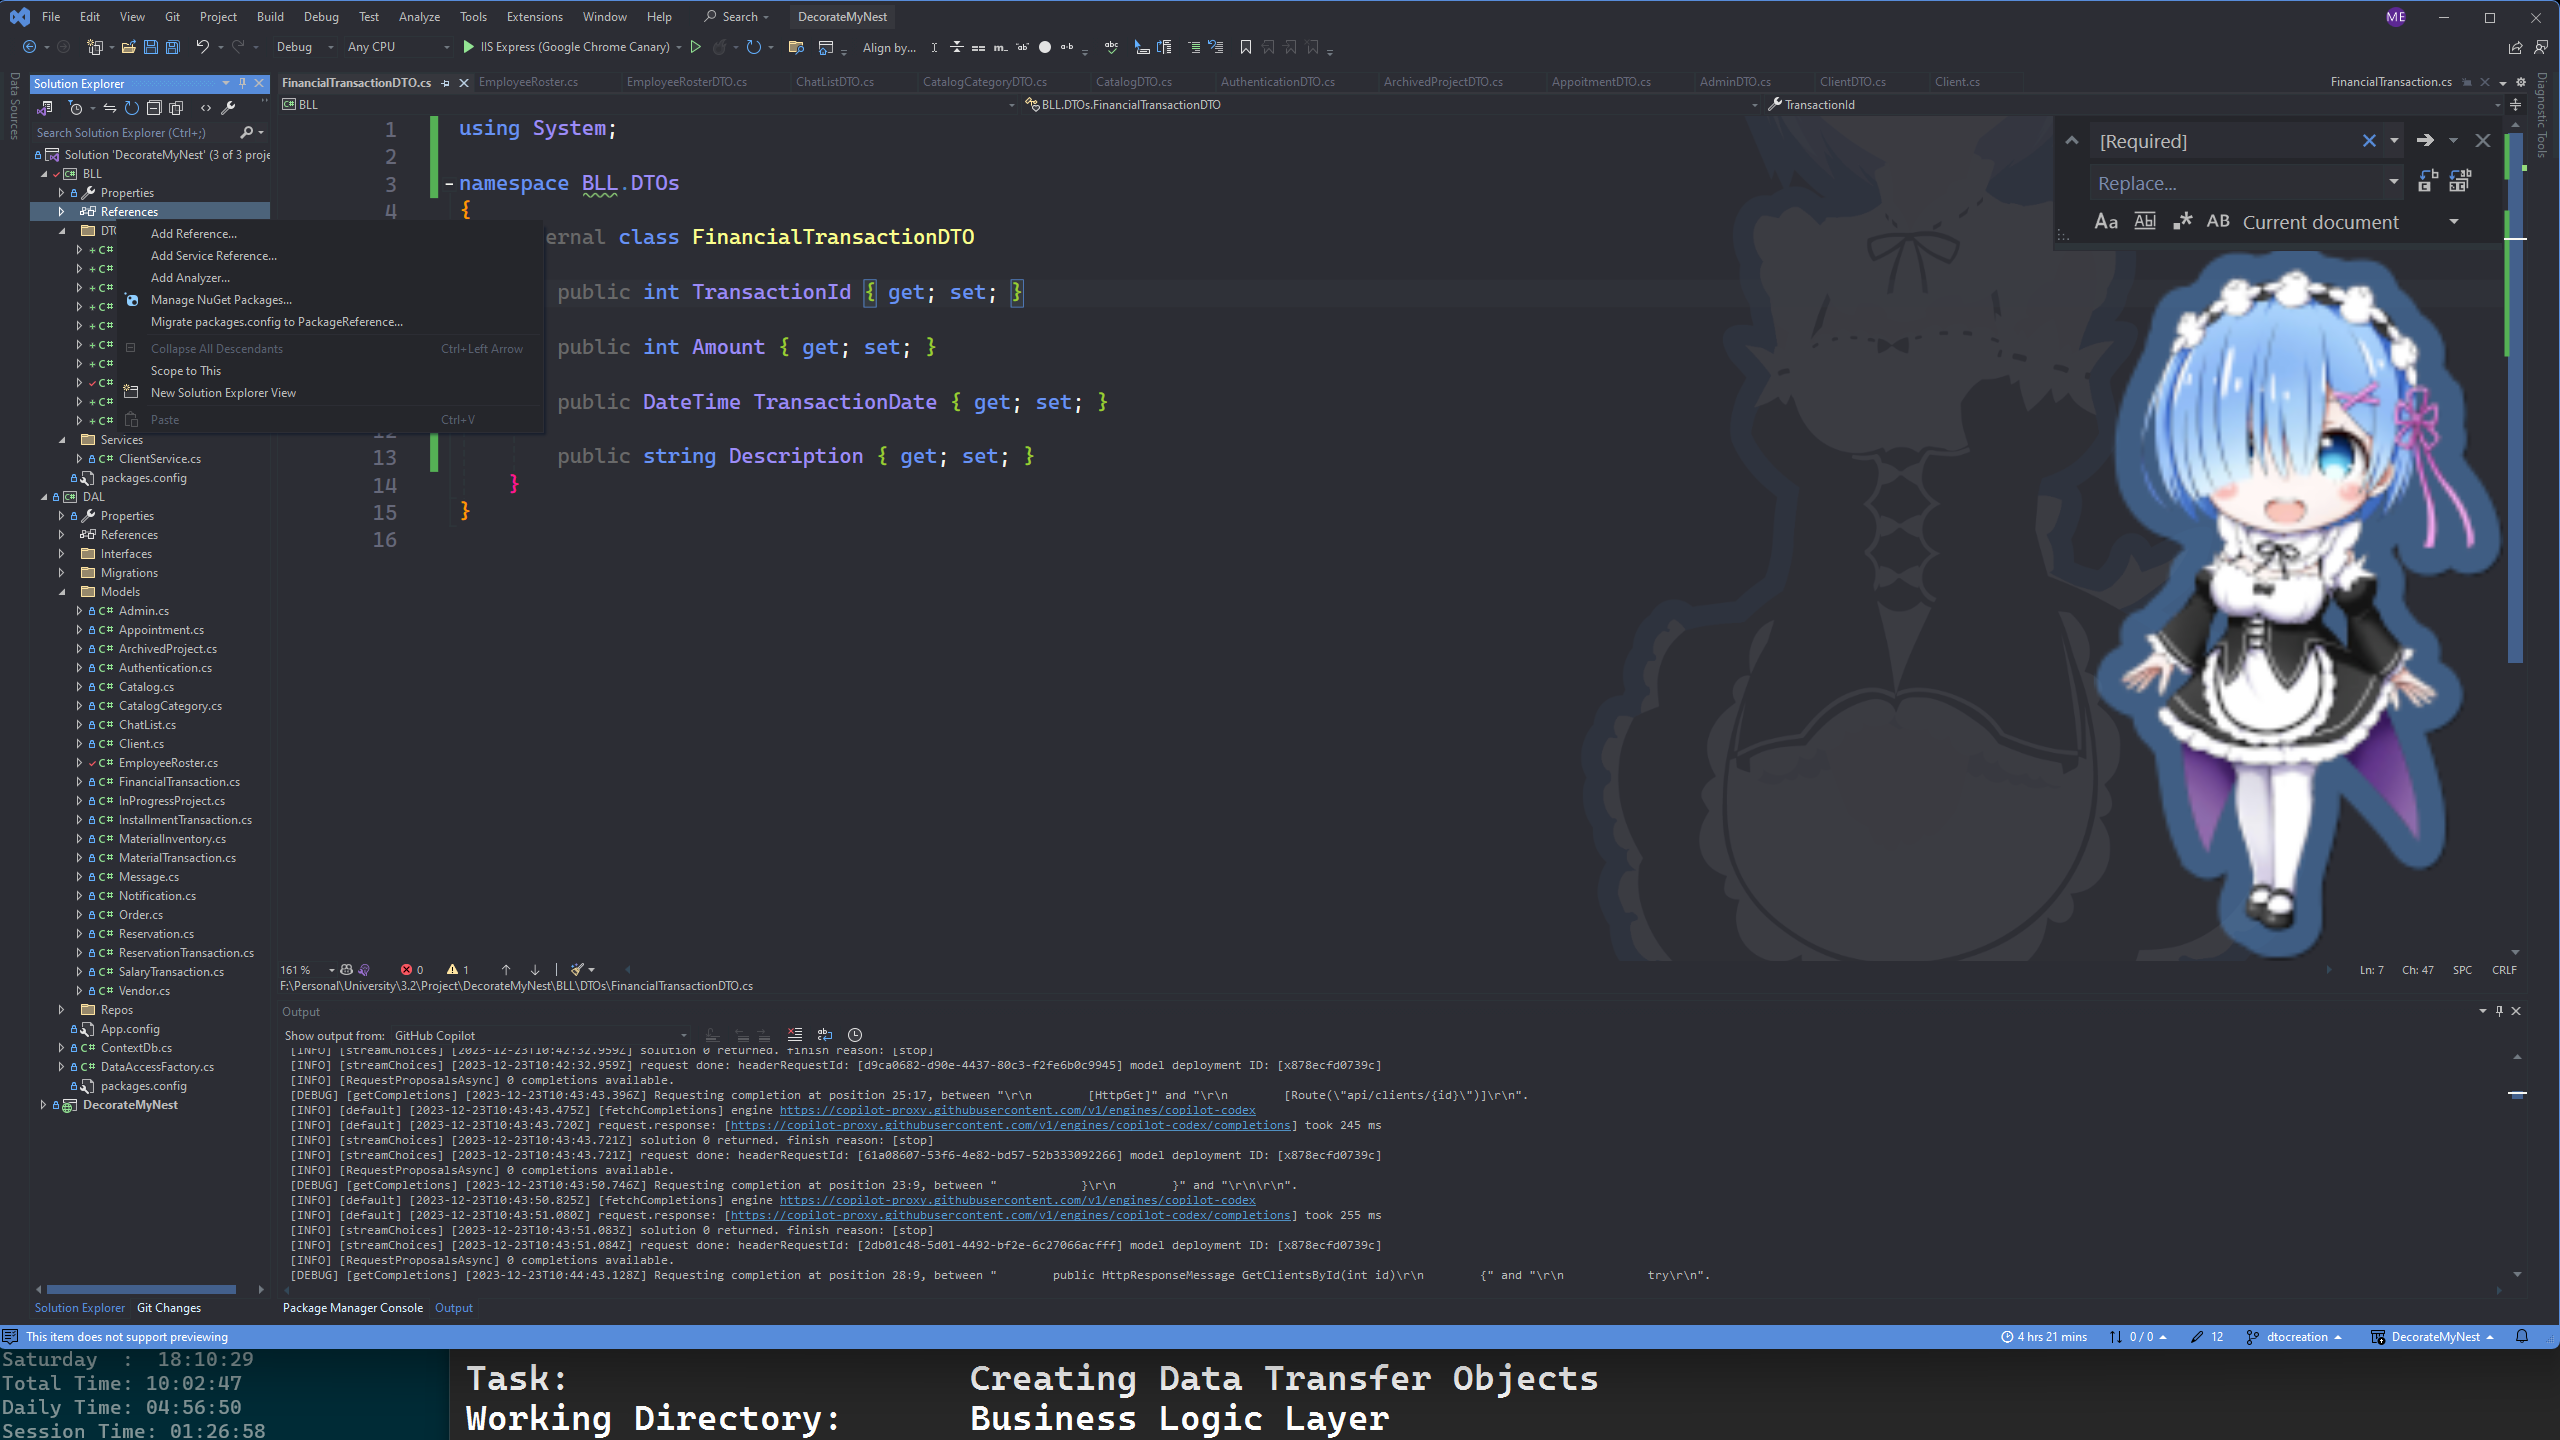 File Edit View Git Project Build Debug Test Analyze Tools Extensions Window Help Search DecorateMyNest ME
Debug Any CPU IIS Express (Google Chrome Canary) Align by...
Data Sources
Diagnostic Tools
Solution Explorer
Search Solution Explorer (Ctrl+;)
Solution 'DecorateMyNest' (3 of 3 proje
BLL
Properties
References
DTO
Services
ClientService.cs
packages.config
DAL
Properties
References
Interfaces
Migrations
Models
Admin.cs
Appointment.cs
ArchivedProject.cs
Authentication.cs
Catalog.cs
CatalogCategory.cs
ChatList.cs
Client.cs
EmployeeRoster.cs
FinancialTransaction.cs
InProgressProject.cs
InstallmentTransaction.cs
MaterialInventory.cs
MaterialTransaction.cs
Message.cs
Notification.cs
Order.cs
Reservation.cs
ReservationTransaction.cs
SalaryTransaction.cs
Vendor.cs
Repos
App.config
ContextDb.cs
DataAccessFactory.cs
packages.config
DecorateMyNest
Solution Explorer Git Changes
Add Reference...
Add Service Reference...
Add Analyzer...
Manage NuGet Packages...
Migrate packages.config to PackageReference...
Collapse All Descendants Ctrl+Left Arrow
Scope to This
New Solution Explorer View
Paste Ctrl+V
FinancialTransactionDTO.cs EmployeeRoster.cs EmployeeRosterDTO.cs ChatListDTO.cs CatalogCategoryDTO.cs CatalogDTO.cs AuthenticationDTO.cs ArchivedProjectDTO.cs AppoitmentDTO.cs AdminDTO.cs ClientDTO.cs Client.cs FinancialTransaction.cs
BLL BLL.DTOs.FinancialTransactionDTO TransactionId
1 using System;
2
3 namespace BLL.DTOs
4 {
ernal class FinancialTransactionDTO
public int TransactionId { get; set; }
public int Amount { get; set; }
public DateTime TransactionDate { get; set; }
12
13 public string Description { get; set; }
14 }
15 }
16
[Required]
Replace...
Aa Abl .* AB Current document
161 % 0 1 Ln: 7 Ch: 47 SPC CRLF
F:\Personal\University\3.2\Project\DecorateMyNest\BLL\DTOs\FinancialTransactionDTO.cs
Output
Show output from: GitHub Copilot
[INFO] [streamChoices] [2023-12-23T10:42:32.959Z] solution 0 returned. finish reason: [stop]
[INFO] [streamChoices] [2023-12-23T10:42:32.959Z] request done: headerRequestId: [d9ca0682-d90e-4437-80c3-f2fe6b0c9945] model deployment ID: [x878ecfd0739c]
[INFO] [RequestProposalsAsync] 0 completions available.
[DEBUG] [getCompletions] [2023-12-23T10:43:43.396Z] Requesting completion at position 25:17, between "\r\n [HttpGet]" and "\r\n [Route(\"api/clients/{id}\")]\r\n".
[INFO] [default] [2023-12-23T10:43:43.475Z] [fetchCompletions] engine https://copilot-proxy.githubusercontent.com/v1/engines/copilot-codex
[INFO] [default] [2023-12-23T10:43:43.720Z] request.response: [https://copilot-proxy.githubusercontent.com/v1/engines/copilot-codex/completions] took 245 ms
[INFO] [streamChoices] [2023-12-23T10:43:43.721Z] solution 0 returned. finish reason: [stop]
[INFO] [streamChoices] [2023-12-23T10:43:43.721Z] request done: headerRequestId: [61a08607-53f6-4e82-bd57-52b333092266] model deployment ID: [x878ecfd0739c]
[INFO] [RequestProposalsAsync] 0 completions available.
[DEBUG] [getCompletions] [2023-12-23T10:43:50.746Z] Requesting completion at position 23:9, between " }\r\n }" and "\r\n\r\n".
[INFO] [default] [2023-12-23T10:43:50.825Z] [fetchCompletions] engine https://copilot-proxy.githubusercontent.com/v1/engines/copilot-codex
[INFO] [default] [2023-12-23T10:43:51.080Z] request.response: [https://copilot-proxy.githubusercontent.com/v1/engines/copilot-codex/completions] took 255 ms
[INFO] [streamChoices] [2023-12-23T10:43:51.083Z] solution 0 returned. finish reason: [stop]
[INFO] [streamChoices] [2023-12-23T10:43:51.084Z] request done: headerRequestId: [2db01c48-5d01-4492-bf2e-6c27066acfff] model deployment ID: [x878ecfd0739c]
[INFO] [RequestProposalsAsync] 0 completions available.
[DEBUG] [getCompletions] [2023-12-23T10:44:43.128Z] Requesting completion at position 28:9, between " public HttpResponseMessage GetClientsById(int id)\r\n {" and "\r\n try\r\n".
Package Manager Console Output
This item does not support previewing 4 hrs 21 mins 0 / 0 12 dtocreation DecorateMyNest
Saturday : 18:10:29
Total Time: 10:02:47
Daily Time: 04:56:50
Session Time: 01:26:58
Task: Creating Data Transfer Objects
Working Directory: Business Logic Layer